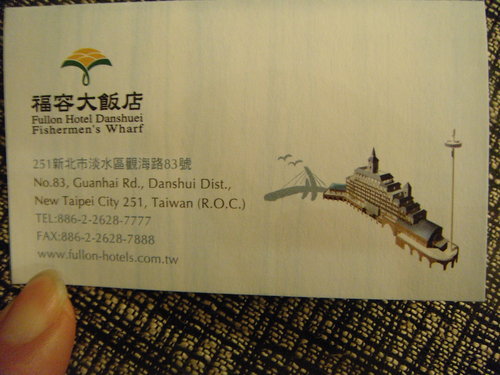 福容大飯店
Fullon Hotel Danshuei
Fishermen's Wharf
251新北市淡水區觀海路83號
No.83, Guanhai Rd., Danshui Dist.,
New Taipei City 251, Taiwan (R.O.C.)
TEL:886-2-2628-7777
FAX:886-2-2628-7888
www.fullon-hotels.com.tw